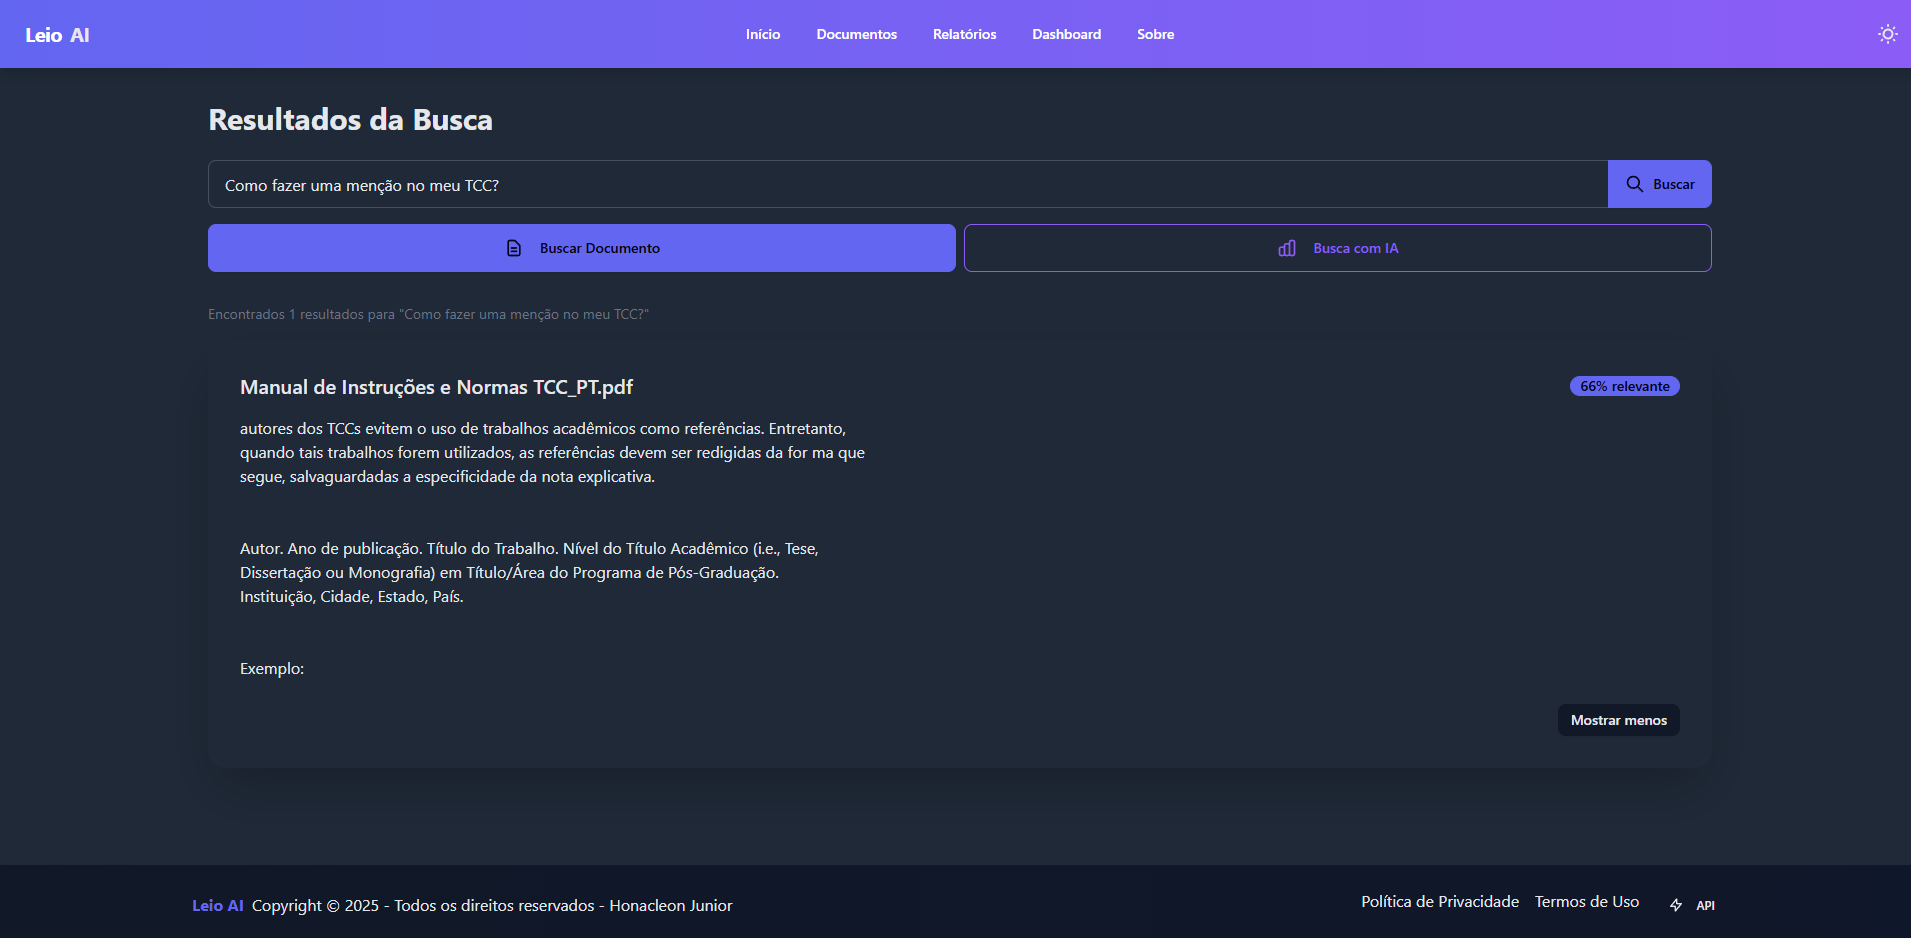 Leio AI
Início Documentos Relatórios Dashboard Sobre
Resultados da Busca
Como fazer uma menção no meu TCC?
Buscar
Buscar Documento
Busca com IA
Encontrados 1 resultados para "Como fazer uma menção no meu TCC?"
Manual de Instruções e Normas TCC_PT.pdf
66% relevante
autores dos TCCs evitem o uso de trabalhos acadêmicos como referências. Entretanto,
quando tais trabalhos forem utilizados, as referências devem ser redigidas da for ma que
segue, salvaguardadas a especificidade da nota explicativa.
Autor. Ano de publicação. Título do Trabalho. Nível do Título Acadêmico (i.e., Tese,
Dissertação ou Monografia) em Título/Área do Programa de Pós-Graduação.
Instituição, Cidade, Estado, País.
Exemplo:
Mostrar menos
Leio AI Copyright © 2025 - Todos os direitos reservados - Honacleon Junior
Política de Privacidade Termos de Uso API